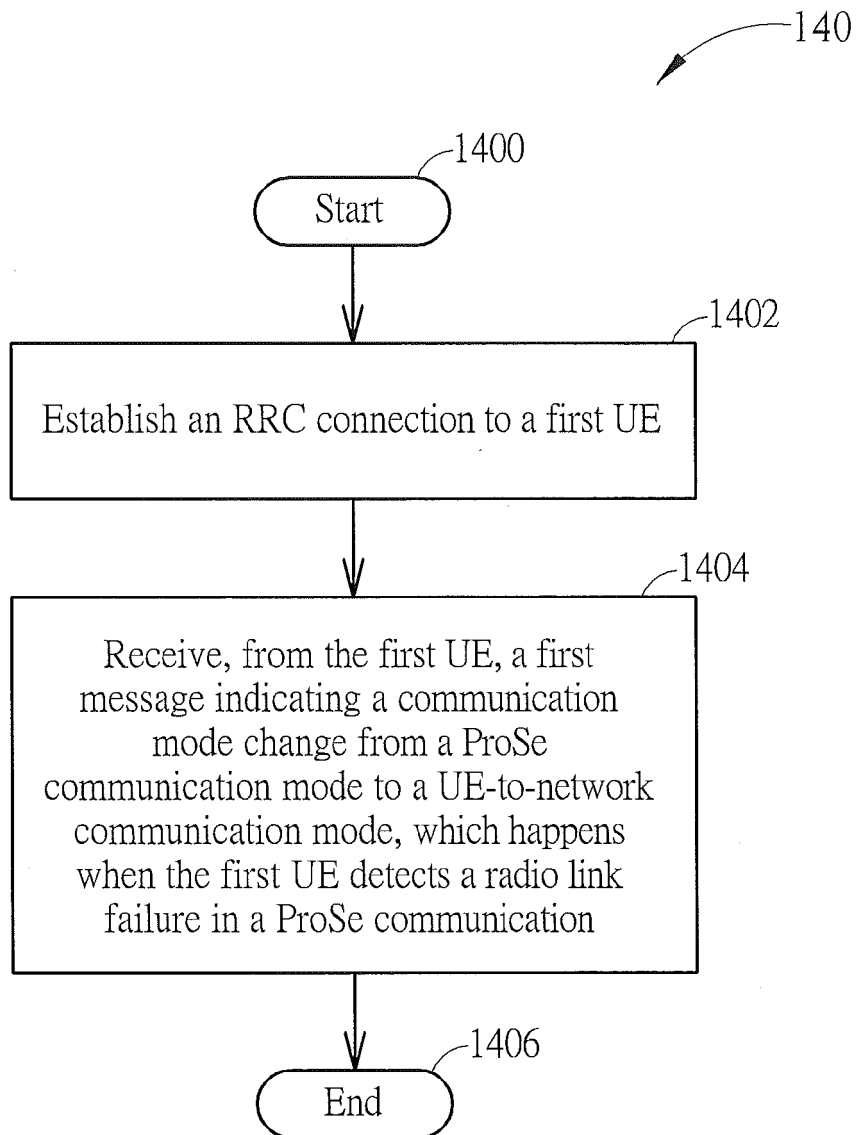 140
1400
Start
1402
Establish an RRC connection to a first UE
1404
Receive, from the first UE, a first
message indicating a communication
mode change from a ProSe
communication mode to a UE-to-network
communication mode, which happens
when the first UE detects a radio link
failure in a ProSe communication
1406
End